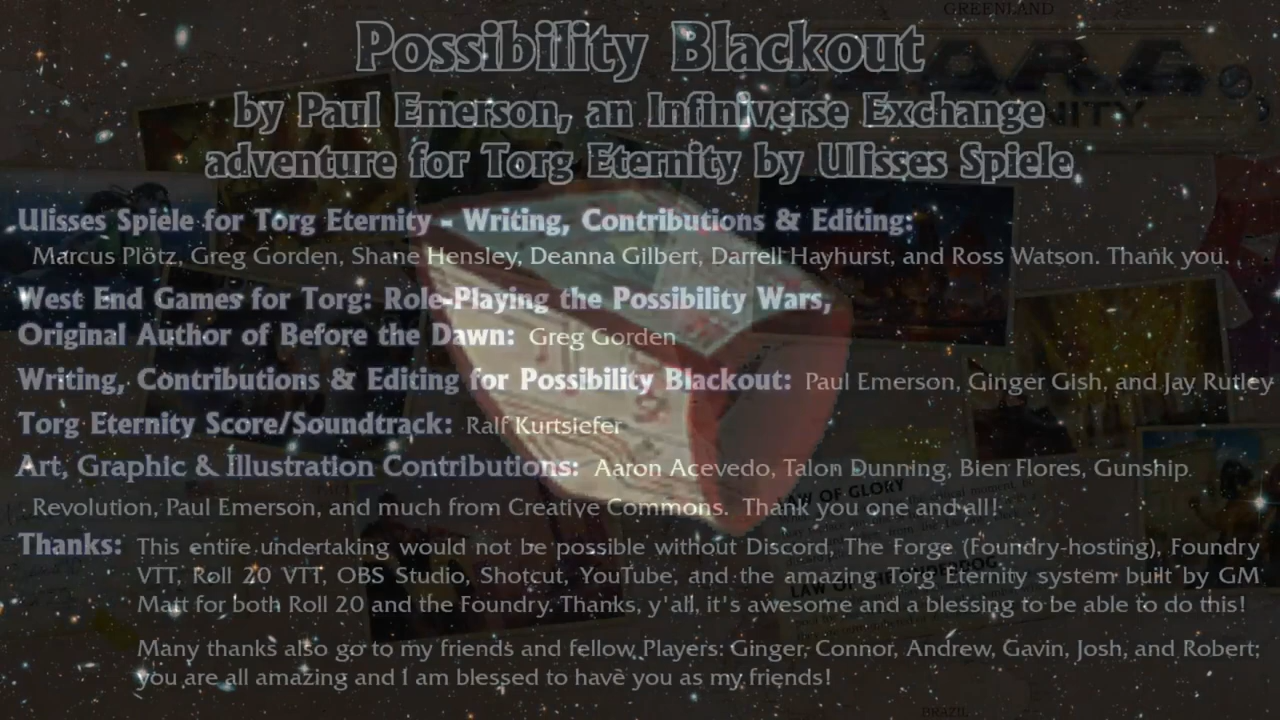 GREENLAND
Possibility Blackout
by Paul Emerson, an Infiniverse Exchange
adventure for Torg Eternity by Ulisses Spiele
Ulisses Spiele for Torg Eternity - Writing, Contributions & Editing:
Marcus Plötz, Greg Gorden, Shane Hensley, Deanna Gilbert, Darrell Hayhurst, and Ross Watson. Thank you.
West End Games for Torg: Role-Playing the Possibility Wars,
Original Author of Before the Dawn: Greg Gorden
Writing, Contributions & Editing for Possibility Blackout: Paul Emerson, Ginger Gish, and Jay Rutley
Torg Eternity Score/Soundtrack: Ralf Kurtsiefer
Art, Graphic & Illustration Contributions: Aaron Acevedo, Talon Dunning, Bien Flores, Gunship
Revolution, Paul Emerson, and much from Creative Commons. Thank you one and all!
LAW OF GLORY
Thanks: This entire undertaking would not be possible without Discord, The Forge (Foundry-hosting), Foundry
VTT, Roll 20 VTT, OBS Studio, Shotcut, YouTube, and the amazing Torg Eternity system built by GM
Matt for both Roll 20 and the Foundry. Thanks, y'all, it's awesome and a blessing to be able to do this!
Many thanks also go to my friends and fellow Players: Ginger, Connor, Andrew, Gavin, Josh, and Robert;
you are all amazing and I am blessed to have you as my friends!
BRAZIL